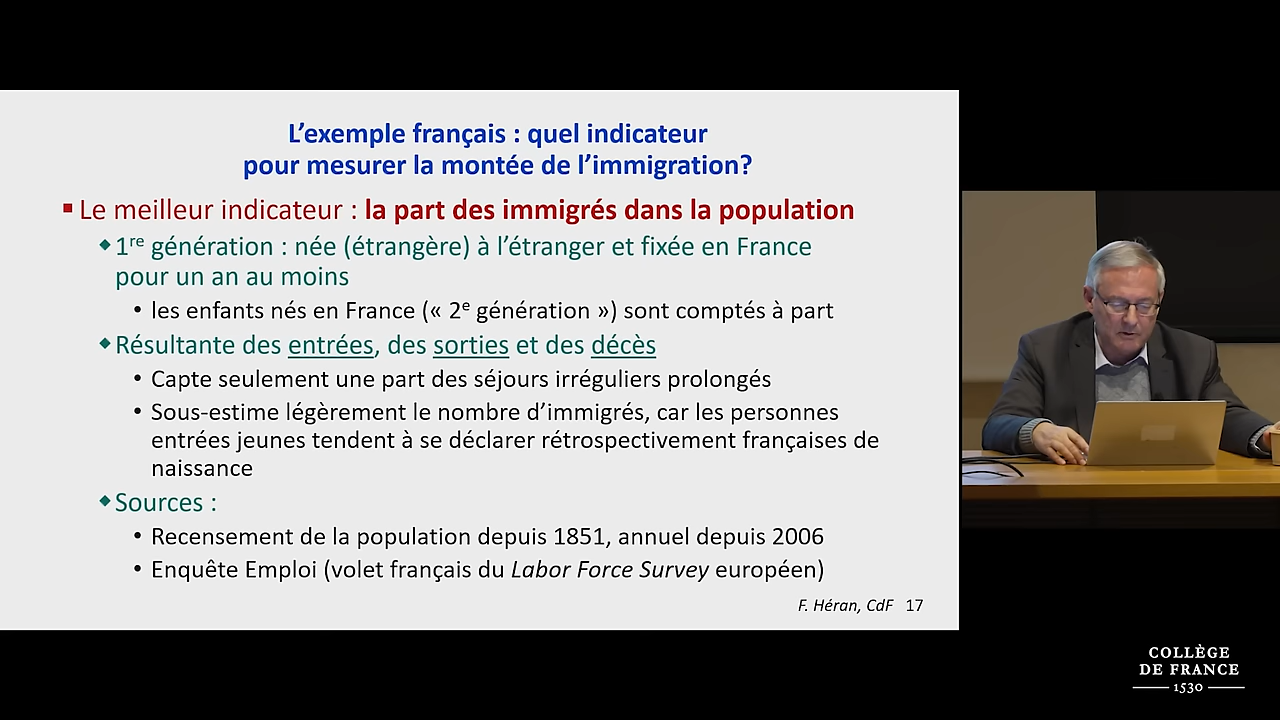 L’exemple français : quel indicateur
pour mesurer la montée de l’immigration?
Le meilleur indicateur : la part des immigrés dans la population
1re génération : née (étrangère) à l’étranger et fixée en France
pour un an au moins
les enfants nés en France (« 2e génération ») sont comptés à part
Résultante des entrées, des sorties et des décès
Capte seulement une part des séjours irréguliers prolongés
Sous-estime légèrement le nombre d’immigrés, car les personnes
entrées jeunes tendent à se déclarer rétrospectivement françaises de
naissance
Sources :
Recensement de la population depuis 1851, annuel depuis 2006
Enquête Emploi (volet français du Labor Force Survey européen)
F. Héran, CdF 17
COLLÈGE
DE FRANCE
1530